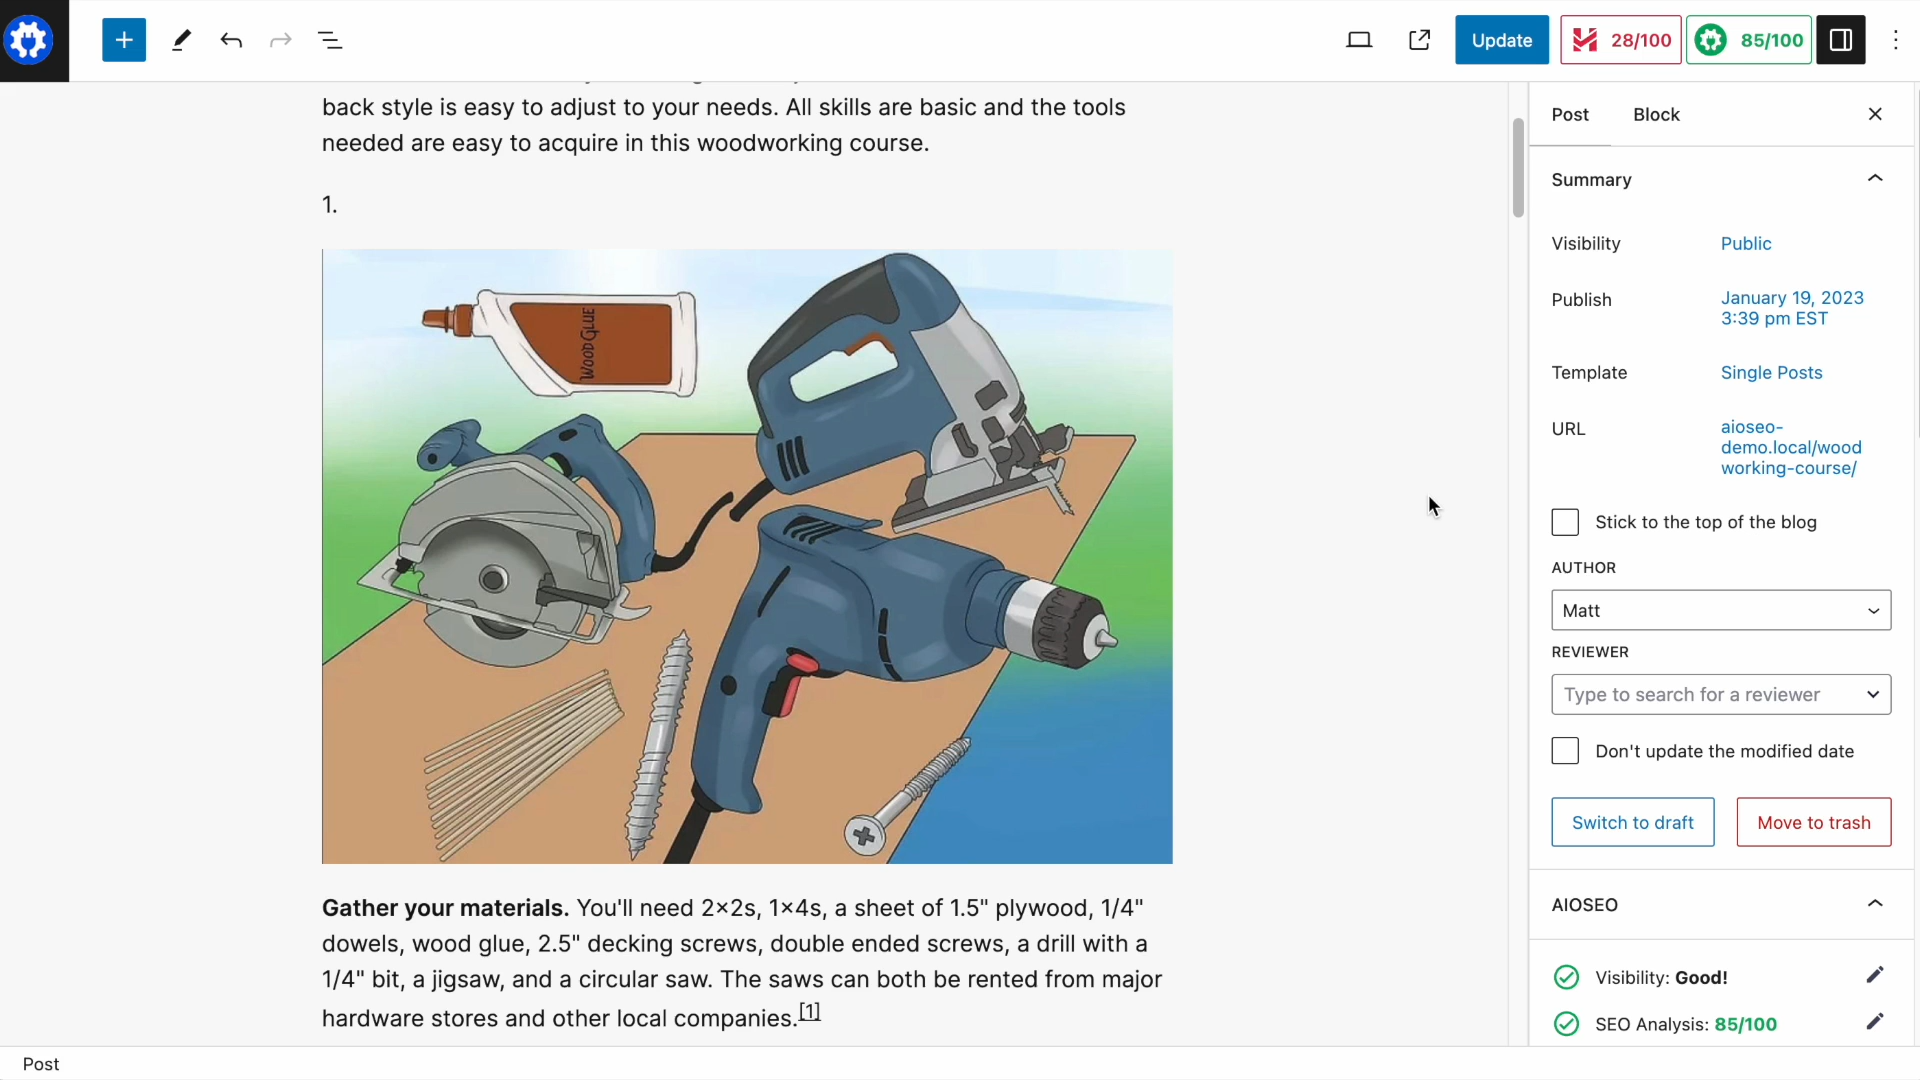 Update
28/100
85/100
back style is easy to adjust to your needs. All skills are basic and the tools
needed are easy to acquire in this woodworking course.
1.
WOOD GLUE
Gather your materials. You'll need 2×2s, 1×4s, a sheet of 1.5" plywood, 1/4"
dowels, wood glue, 2.5" decking screws, double ended screws, a drill with a
1/4" bit, a jigsaw, and a circular saw. The saws can both be rented from major
hardware stores and other local companies.[1]
Post
Block
Summary
Visibility
Public
Publish
January 19, 2023
3:39 pm EST
Template
Single Posts
URL
aioseo-
demo.local/wood
working-course/
Stick to the top of the blog
AUTHOR
Matt
REVIEWER
Type to search for a reviewer
Don't update the modified date
Switch to draft
Move to trash
AIOSEO
Visibility: Good!
SEO Analysis: 85/100
Post